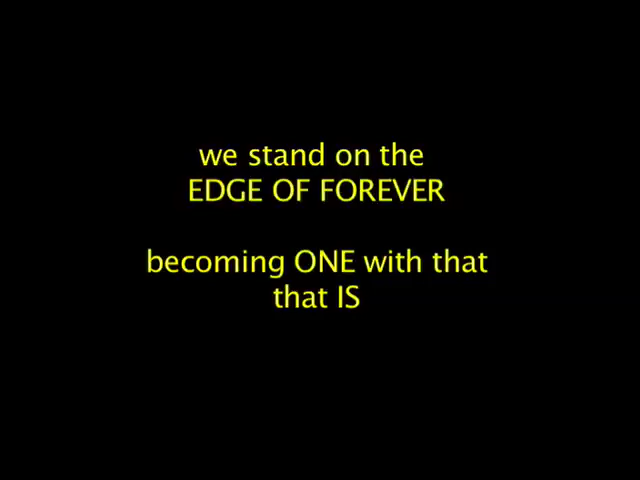 we stand on the
EDGE OF FOREVER
becoming ONE with that
that IS